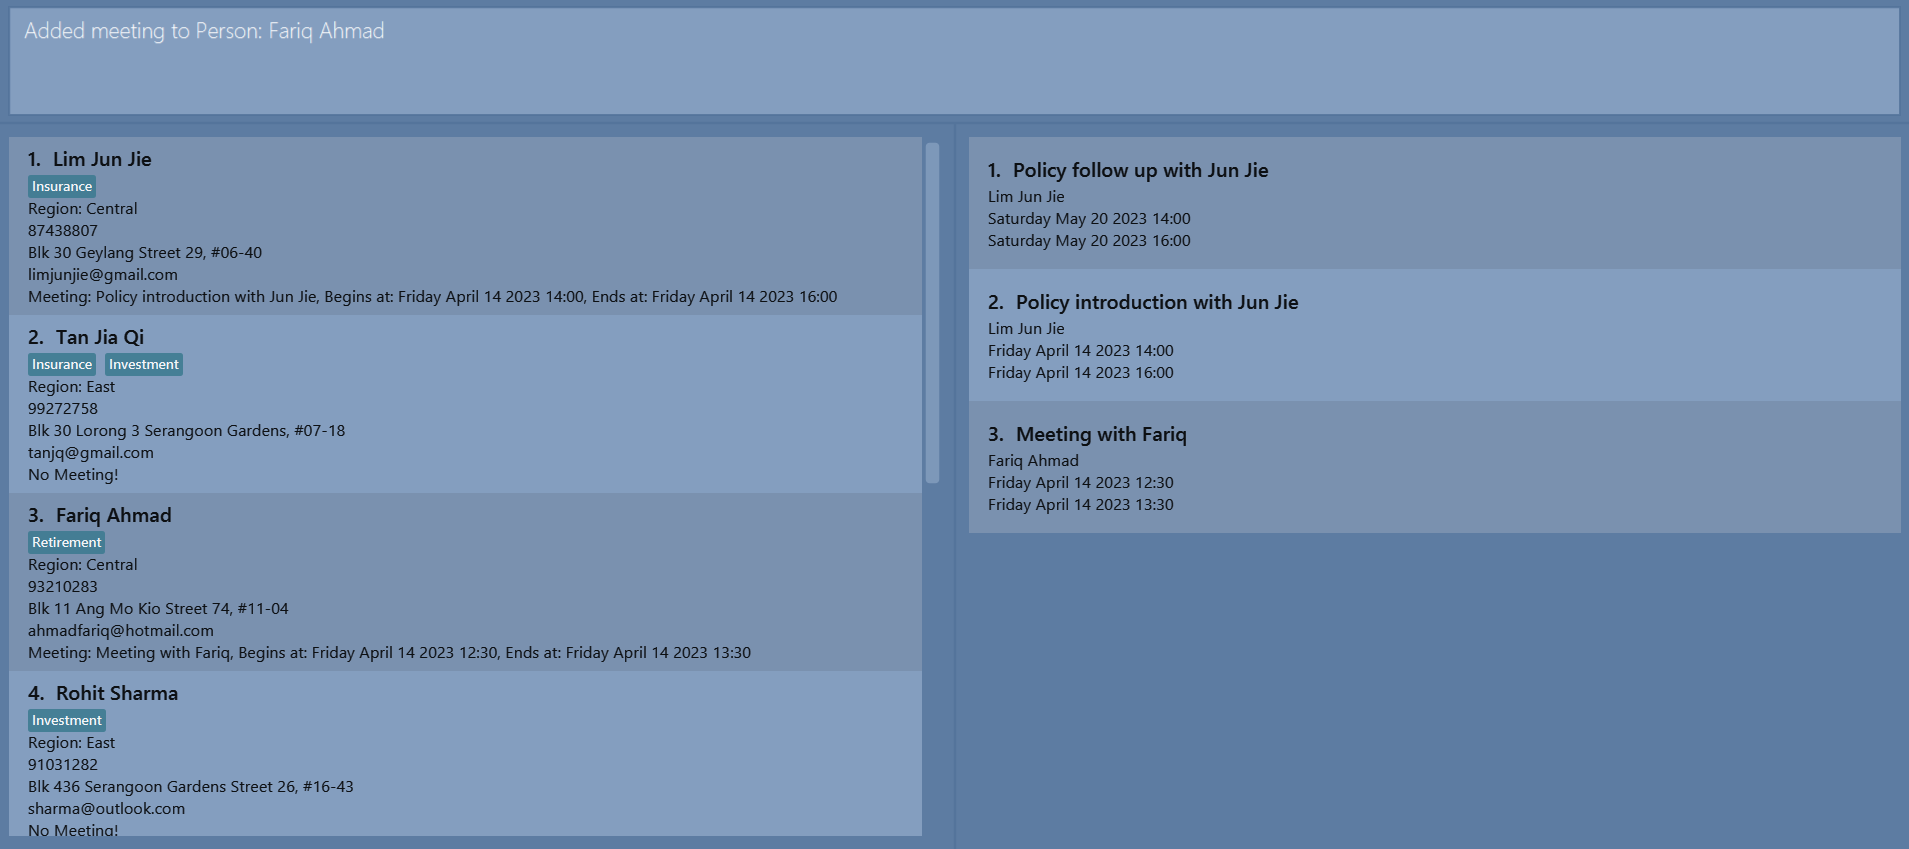 Added meeting to Person: Fariq Ahmad
1. Lim Jun Jie
Insurance
Region: Central
87438807
Blk 30 Geylang Street 29, #06-40
limjunjie@gmail.com
Meeting: Policy introduction with Jun Jie, Begins at: Friday April 14 2023 14:00, Ends at: Friday April 14 2023 16:00
2. Tan Jia Qi
Insurance Investment
Region: East
99272758
Blk 30 Lorong 3 Serangoon Gardens, #07-18
tanjq@gmail.com
No Meeting!
3. Fariq Ahmad
Retirement
Region: Central
93210283
Blk 11 Ang Mo Kio Street 74, #11-04
ahmadfariq@hotmail.com
Meeting: Meeting with Fariq, Begins at: Friday April 14 2023 12:30, Ends at: Friday April 14 2023 13:30
4. Rohit Sharma
Investment
Region: East
91031282
Blk 436 Serangoon Gardens Street 26, #16-43
sharma@outlook.com
No Meeting!
1. Policy follow up with Jun Jie
Lim Jun Jie
Saturday May 20 2023 14:00
Saturday May 20 2023 16:00
2. Policy introduction with Jun Jie
Lim Jun Jie
Friday April 14 2023 14:00
Friday April 14 2023 16:00
3. Meeting with Fariq
Fariq Ahmad
Friday April 14 2023 12:30
Friday April 14 2023 13:30